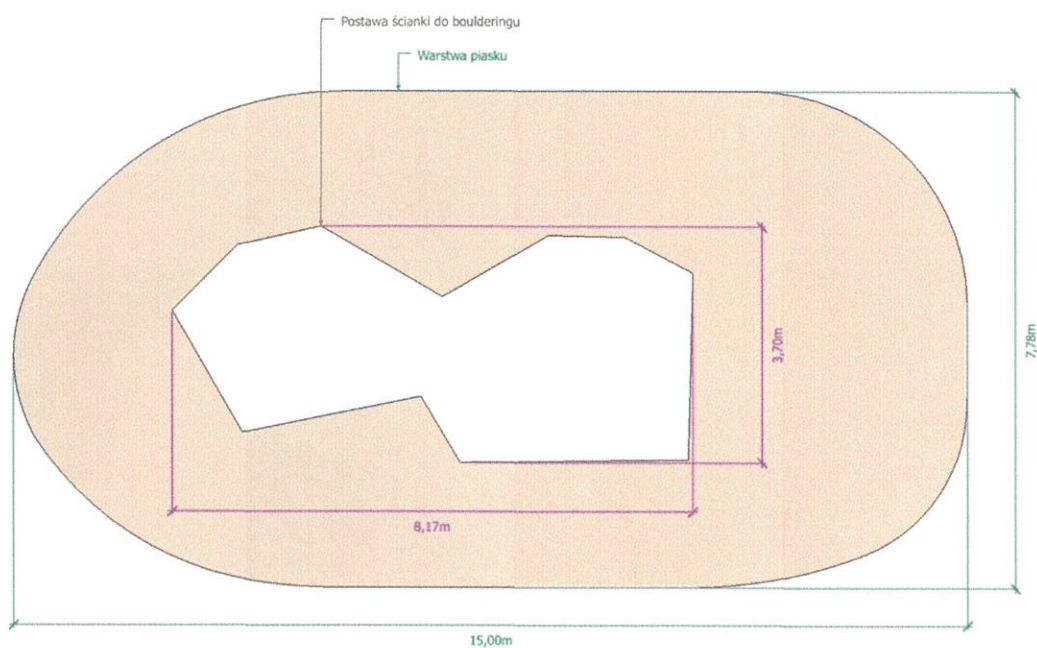 Postawa ścianki do boulderingu
Warstwa piasku
3,70m
7,78m
8,17m
15,00m